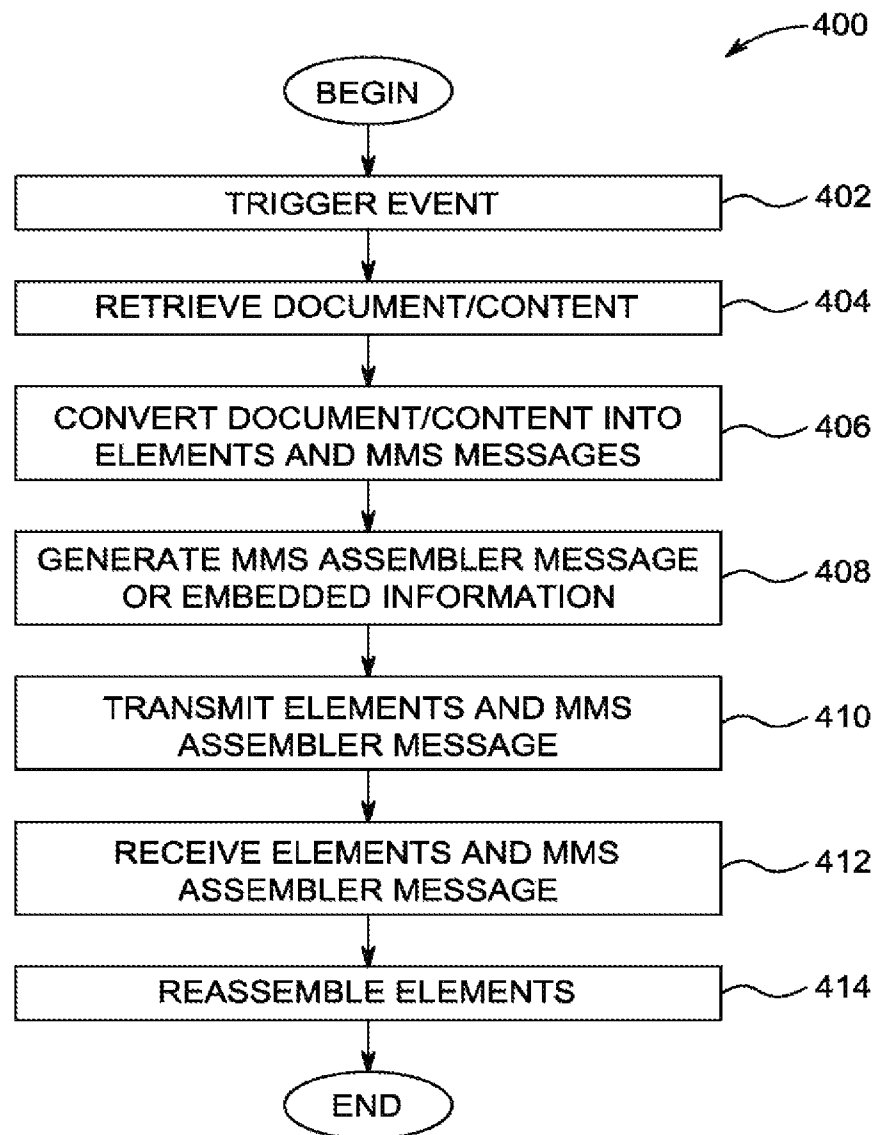 400
BEGIN
TRIGGER EVENT
402
RETRIEVE DOCUMENT/CONTENT
404
CONVERT DOCUMENT/CONTENT INTO
ELEMENTS AND MMS MESSAGES
406
GENERATE MMS ASSEMBLER MESSAGE
OR EMBEDDED INFORMATION
408
TRANSMIT ELEMENTS AND MMS
ASSEMBLER MESSAGE
410
RECEIVE ELEMENTS AND MMS
ASSEMBLER MESSAGE
412
REASSEMBLE ELEMENTS
414
END